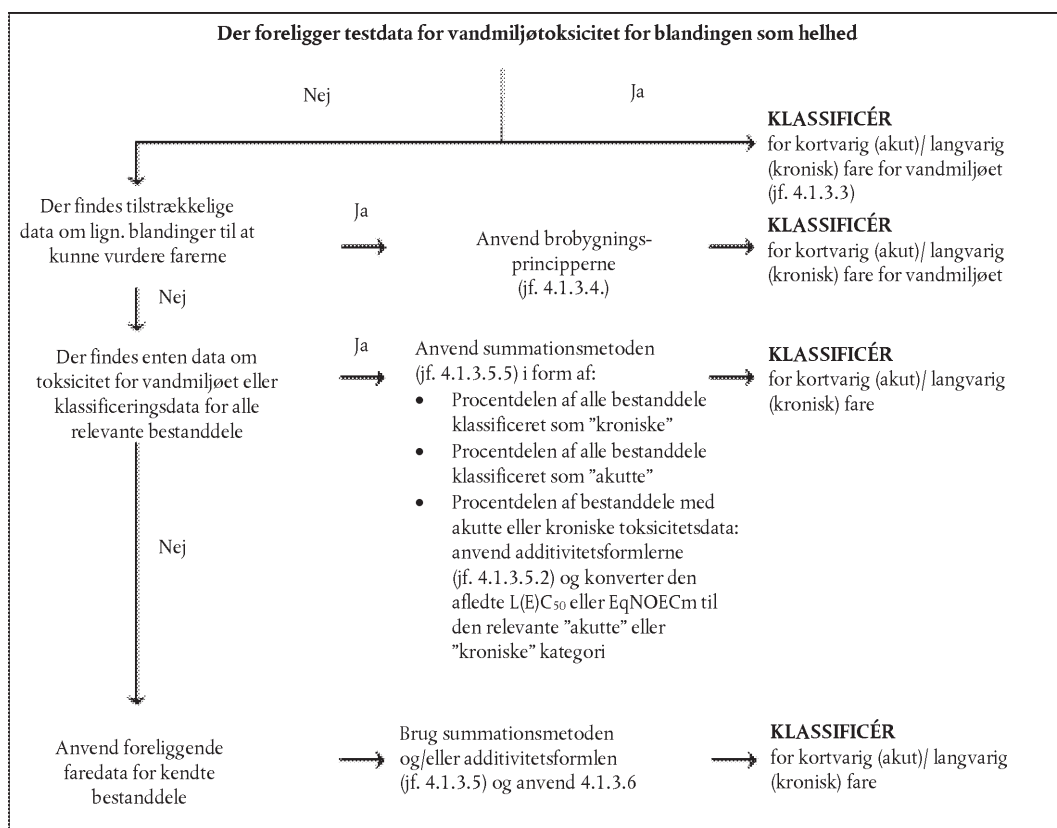 Der foreligger testdata for vandmiljøtoksicitet for blandingen som helhed
Nej
Ja
KLASSIFICÉR
for kortvarig (akut)/ langvarig
(kronisk) fare for vandmiljøet
(jf. 4.1.3.3)
Der findes tilstrækkelige
data om lign. blandinger til at
kunne vurdere farerne
Ja
Anvend brobygnings-
principperne
(jf. 4.1.3.4.)
KLASSIFICÉR
for kortvarig (akut)/ langvarig
(kronisk) fare for vandmiljøet
Nej
Der findes enten data om
toksicitet for vandmiljøet eller
klassificeringsdata for alle
relevante bestanddele
Ja
Anvend summationsmetoden
(jf. 4.1.3.5.5) i form af:
• Procentdelen af alle bestanddele
klassificeret som ”kroniske”
• Procentdelen af alle bestanddele
klassificeret som ”akutte”
• Procentdelen af bestanddele med
akutte eller kroniske toksicitetsdata:
anvend additivitetsformlerne
(jf. 4.1.3.5.2) og konverter den
afledte L(E)C₅₀ eller EqNOECm til
den relevante ”akutte” eller
”kroniske” kategori
KLASSIFICÉR
for kortvarig (akut)/ langvarig
(kronisk) fare
Nej
Anvend foreliggende
faredata for kendte
bestanddele
Brug summationsmetoden
og/eller additivitetsformlen
(jf. 4.1.3.5) og anvend 4.1.3.6
KLASSIFICÉR
for kortvarig (akut)/ langvarig
(kronisk) fare